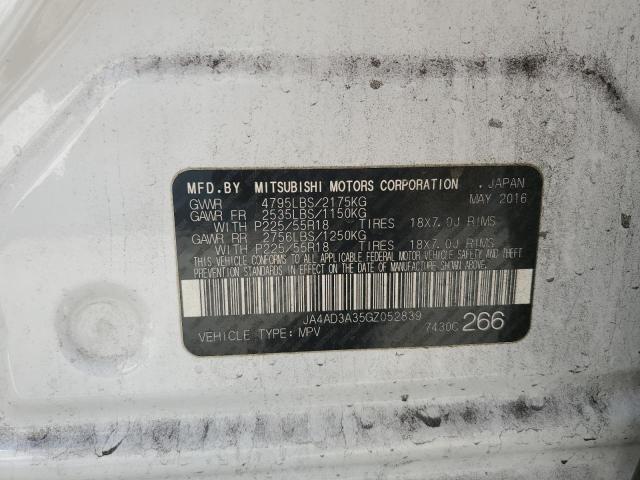 MFD.BY MITSUBISHI MOTORS CORPORATION . JAPAN
GVWR 4795LBS/2175KG MAY 2016
GAWR FR 2535LBS/1150KG
WITH P225/55R18 TIRES 18X7.0J RIMS
GAWR RR 2756LBS/1250KG
WITH P225/55R18 TIRES 18X7.0J RIMS
THIS VEHICLE CONFORMS TO ALL APPLICABLE FEDERAL MOTOR VEHICLE SAFETY, BUMPER, AND THEFT
PREVENTION STANDARDS IN EFFECT ON THE DATE OF MANUFACTURE SHOWN ABOVE.
JA4AD3A35GZ052839
VEHICLE TYPE: MPV 7430C 266